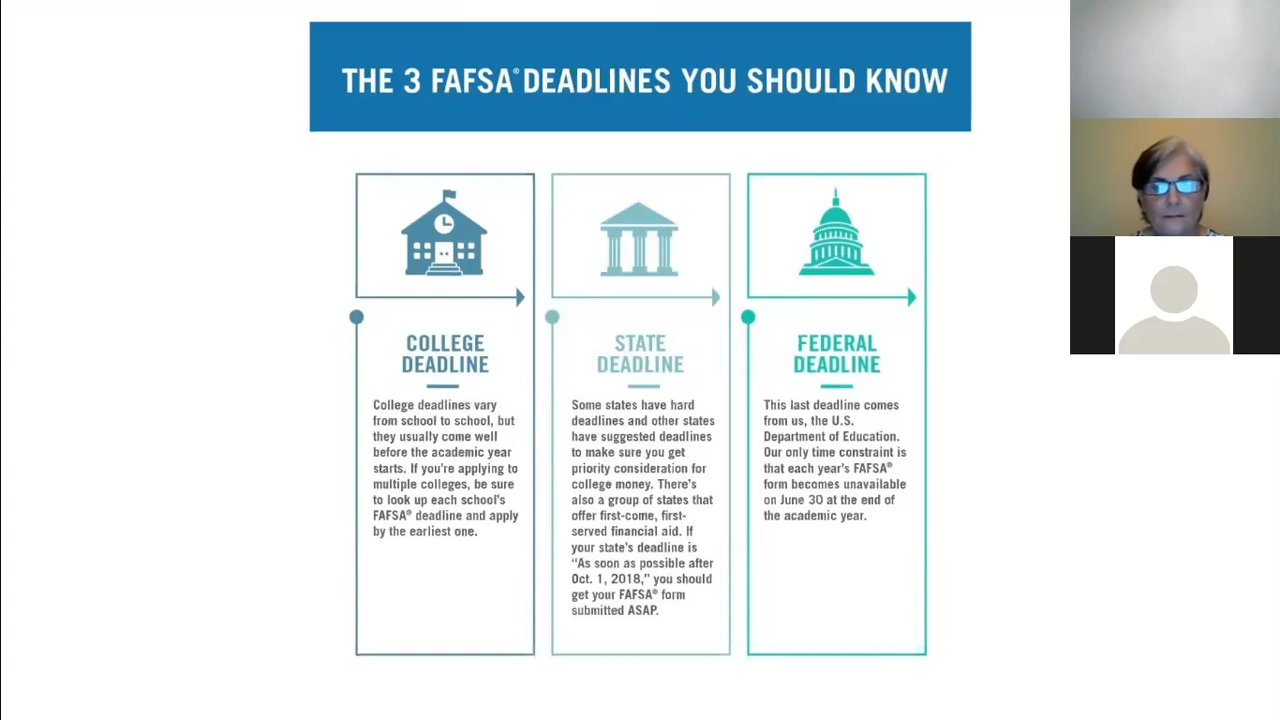 THE 3 FAFSA® DEADLINES YOU SHOULD KNOW
COLLEGE
DEADLINE
College deadlines vary
from school to school, but
they usually come well
before the academic year
starts. If you're applying to
multiple colleges, be sure
to look up each school's
FAFSA® deadline and apply
by the earliest one.
STATE
DEADLINE
Some states have hard
deadlines and other states
have suggested deadlines
to make sure you get
priority consideration for
college money. There's
also a group of states that
offer first-come, first-
served financial aid. If
your state's deadline is
“As soon as possible after
Oct. 1, 2018,” you should
get your FAFSA® form
submitted ASAP.
FEDERAL
DEADLINE
This last deadline comes
from us, the U.S.
Department of Education.
Our only time constraint is
that each year's FAFSA®
form becomes unavailable
on June 30 at the end of
the academic year.